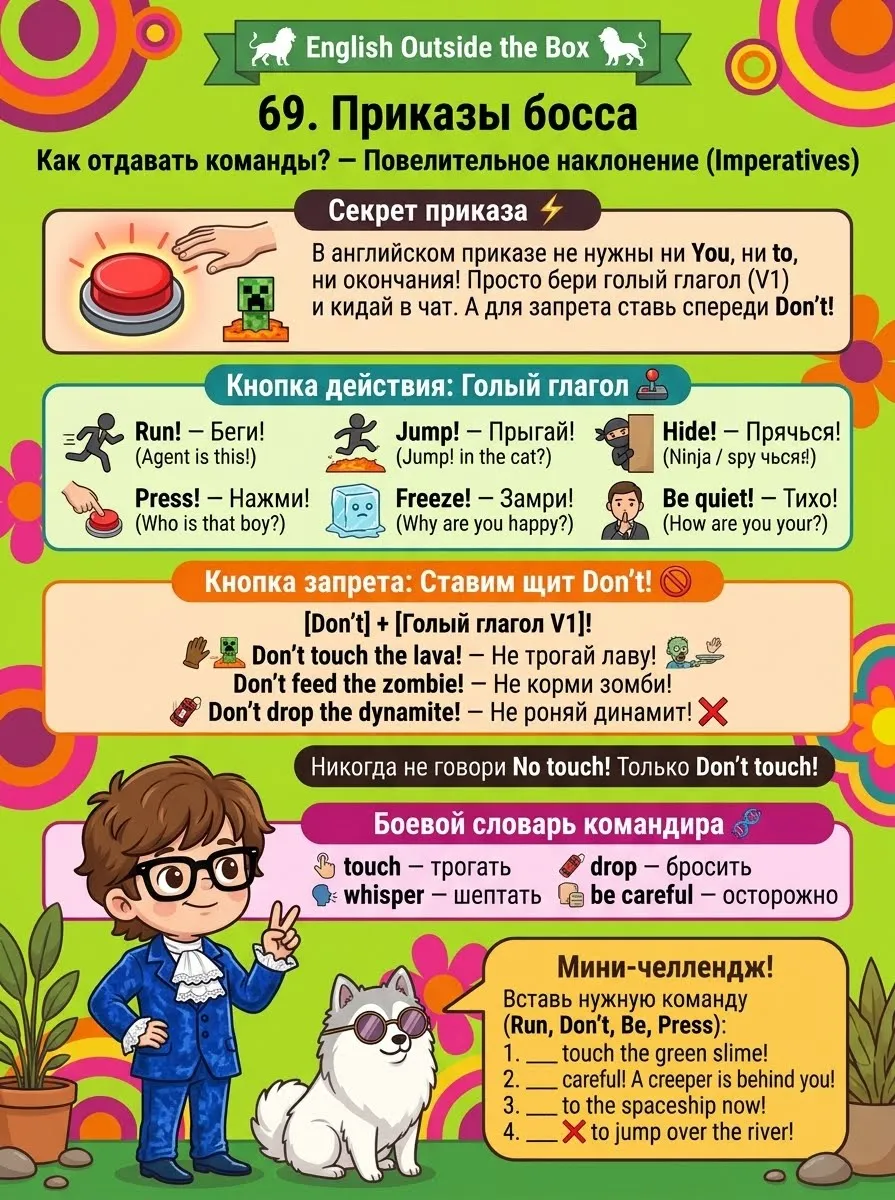 English Outside the Box
69. Приказы босса
Как отдавать команды? — Повелительное наклонение (Imperatives)
Секрет приказа
В английском приказе не нужны ни You, ни to,
ни окончания! Просто бери голый глагол (V1)
и кидай в чат. А для запрета ставь спереди Don't!
Кнопка действия: Голый глагол
Run! — Беги!
(Agent is this!)
Jump! — Прыгай!
(Jump! in the cat?)
Hide! — Прячься!
(Ninja / spy чься!)
Press! — Нажми!
(Who is that boy?)
Freeze! — Замри!
(Why are you happy?)
Be quiet! — Тихо!
(How are you your?)
Кнопка запрета: Ставим щит Don't!
[Don't] + [Голый глагол V1]!
Don't touch the lava! — Не трогай лаву!
Don't feed the zombie! — Не корми зомби!
Don't drop the dynamite! — Не роняй динамит!
Никогда не говори No touch! Только Don't touch!
Боевой словарь командира
touch — трогать
drop — бросить
whisper — шептать
be careful — осторожно
Мини-челлендж!
Вставь нужную команду
(Run, Don't, Be, Press):
1. ___ touch the green slime!
2. ___ careful! A creeper is behind you!
3. ___ to the spaceship now!
4. ___ ❌ to jump over the river!